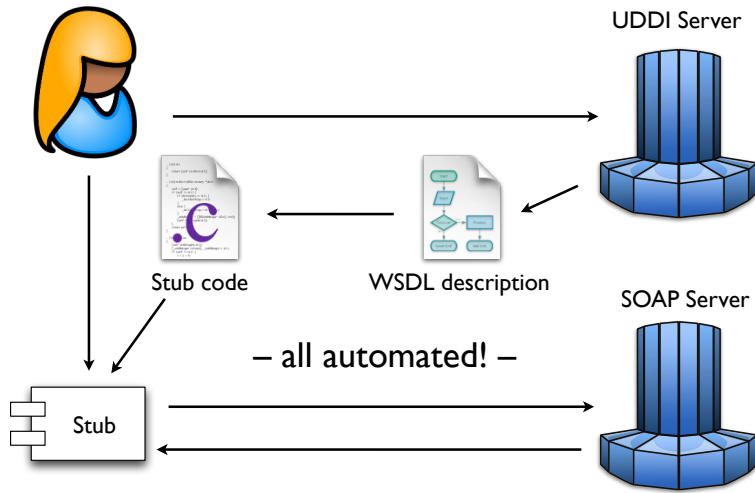 UDDI Server
.C
Stub code
WSDL description
SOAP Server
– all automated! –
Stub